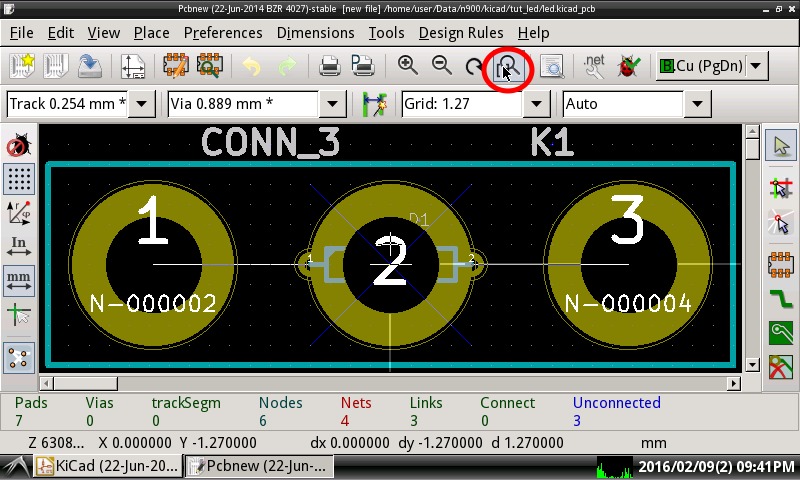 Pcbnew (22-Jun-2014 BZR 4027)-stable [new file] /home/user/Data/n900/kicad/tut_led/led.kicad_pcb
File Edit View Place Preferences Dimensions Tools Design Rules Help
.net B.Cu (PgDn)
Track 0.254 mm * Via 0.889 mm * Grid: 1.27 Auto
CONN_3 K1
D1
1 2 3
1 2
N-000002 N-000004
In
mm
Pads Vias trackSegm Nodes Nets Links Connect Unconnected
7 0 0 6 4 3 0 3
Z 6308... X 0.000000 Y -1.270000 dx 0.000000 dy -1.270000 d 1.270000 mm
KiCad (22-Jun-20... Pcbnew (22-Jun-... 2016/02/09(2) 09:41PM